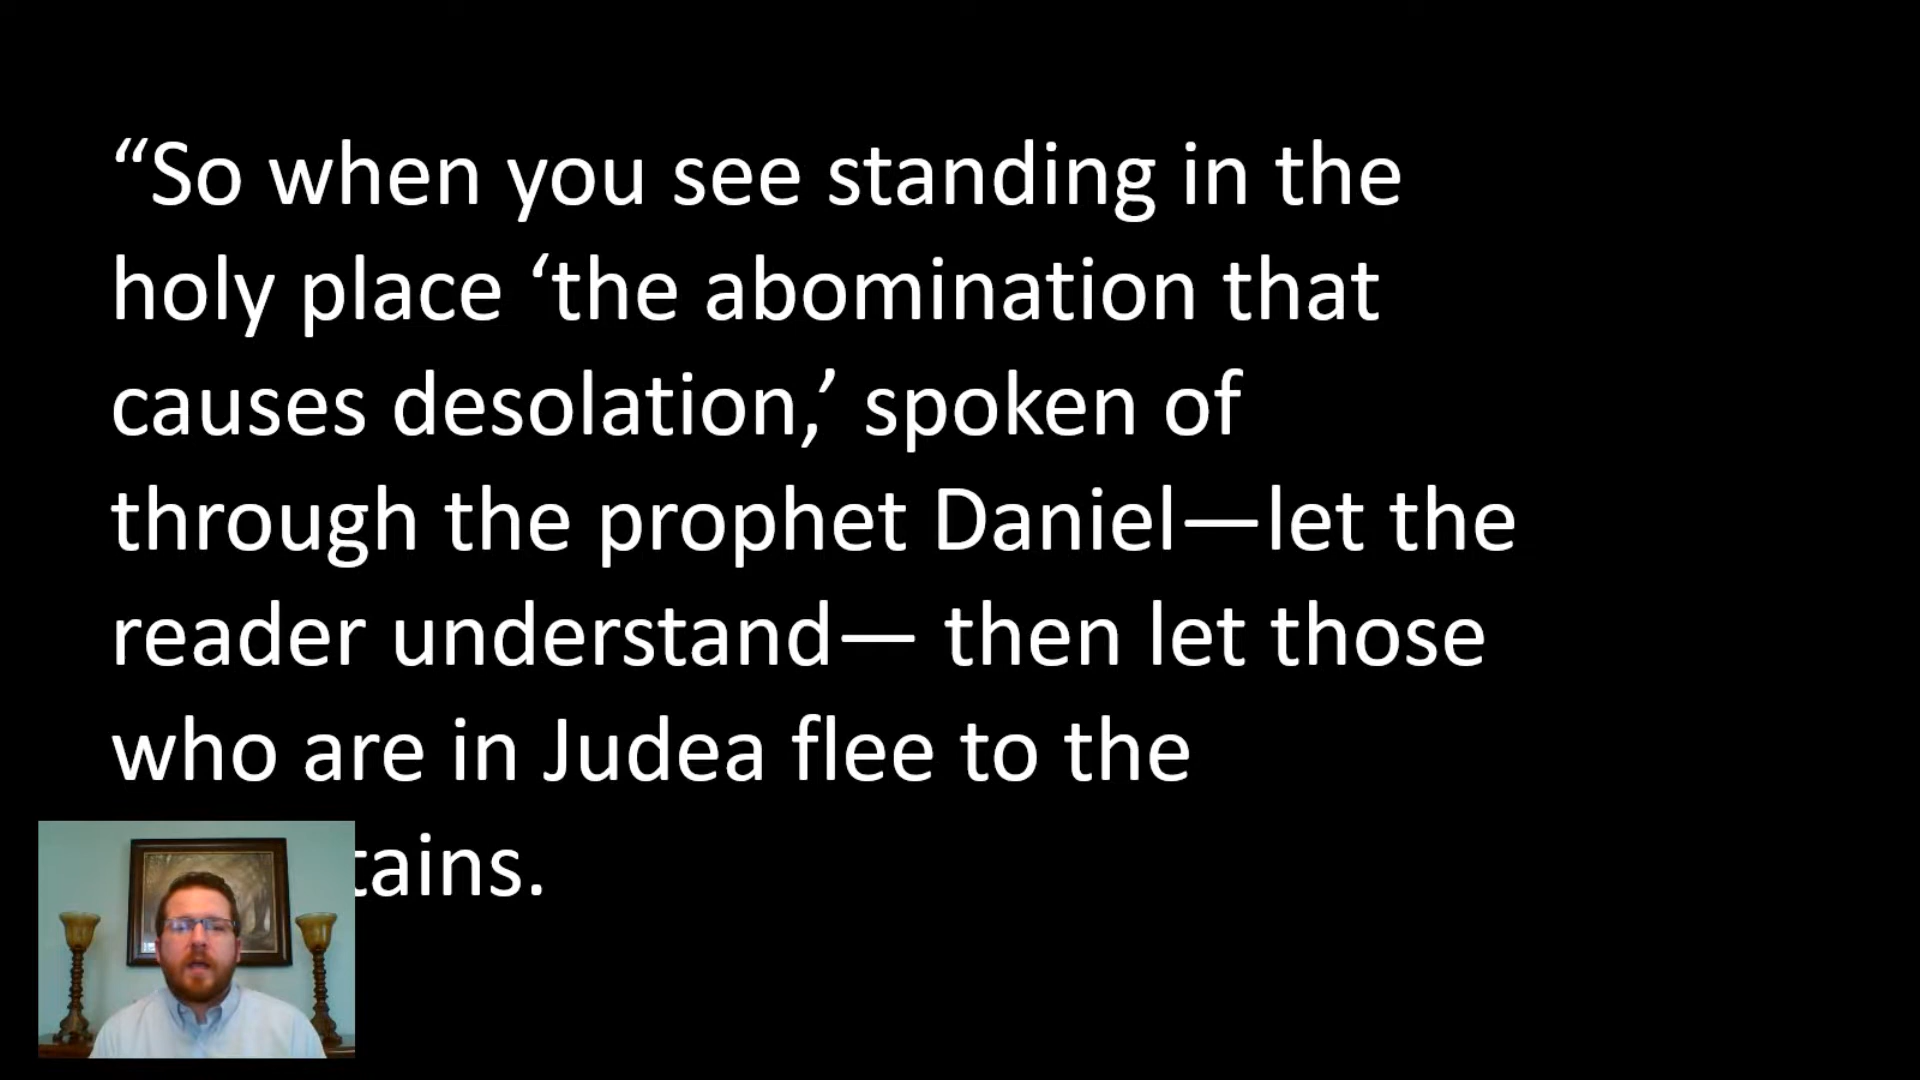 “So when you see standing in the
holy place ‘the abomination that
causes desolation,’ spoken of
through the prophet Daniel—let the
reader understand— then let those
who are in Judea flee to the
tains.